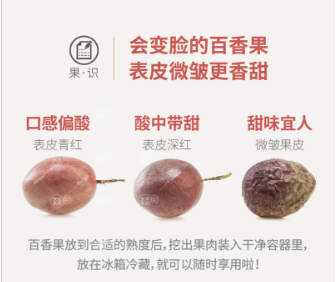 会变脸的百香果
果·识
表皮微皱更香甜
口感偏酸
酸中带甜
甜味宜人
表皮青红
表皮深红
微皱果皮
百香果放到合适的熟度后,挖出果肉装入干净容器里,
放在冰箱冷藏,就可以随时享用啦!